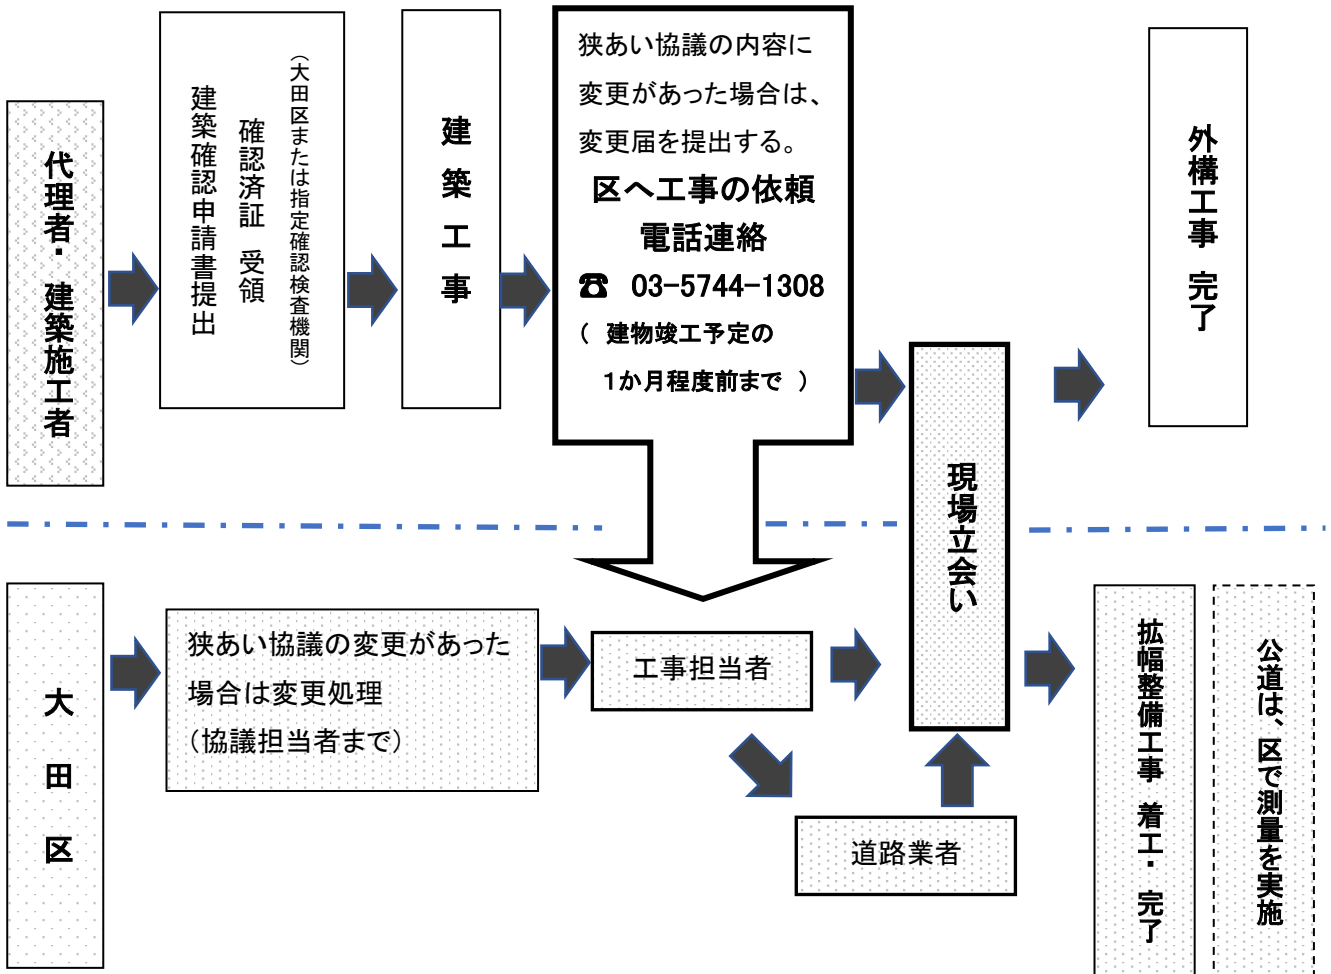 代理者・建築施工者
（大田区または指定確認検査機関）
確認済証 受領
建築確認申請書提出
建築工事
狭あい協議の内容に
変更があった場合は、
変更届を提出する。
区へ工事の依頼
電話連絡
☎ 03-5744-1308
（ 建物竣工予定の
1か月程度前まで ）
現場立会い
外構工事 完了
大田区
狭あい協議の変更があった
場合は変更処理
（協議担当者まで）
工事担当者
道路業者
拡幅整備工事 着工・完了
公道は、区で測量を実施